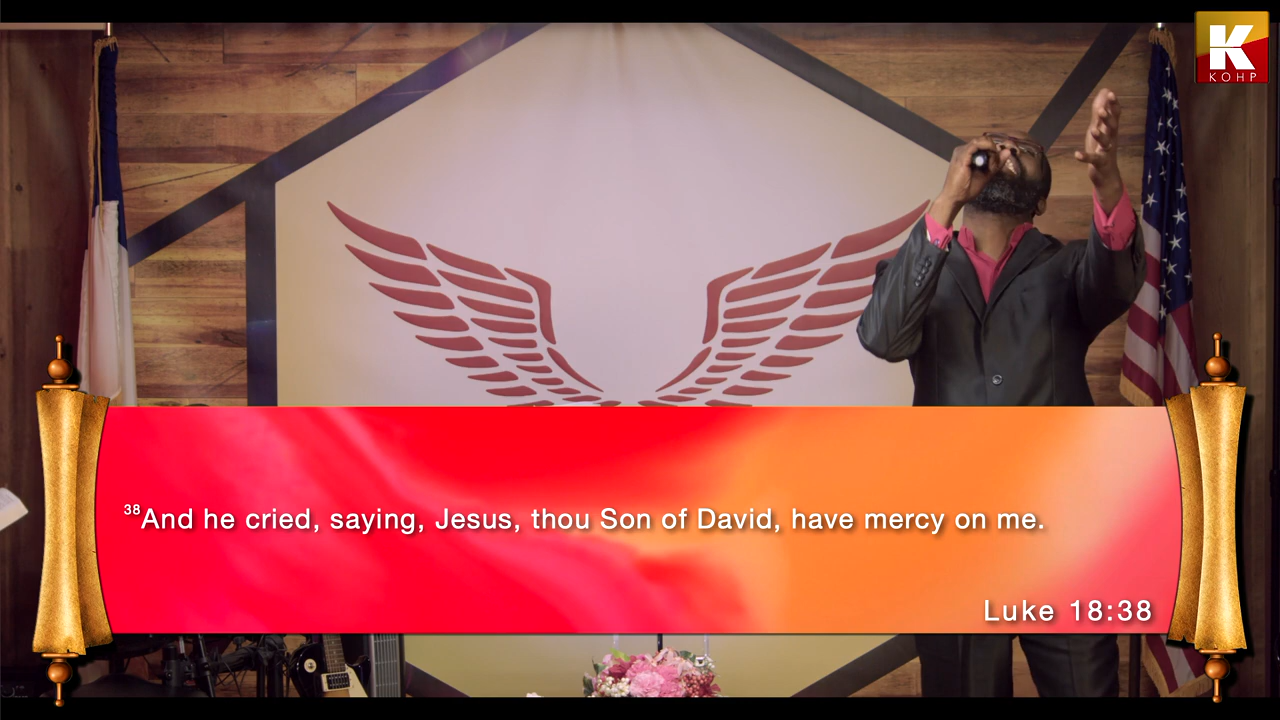 K
KOHP
38And he cried, saying, Jesus, thou Son of David, have mercy on me.
Luke 18:38